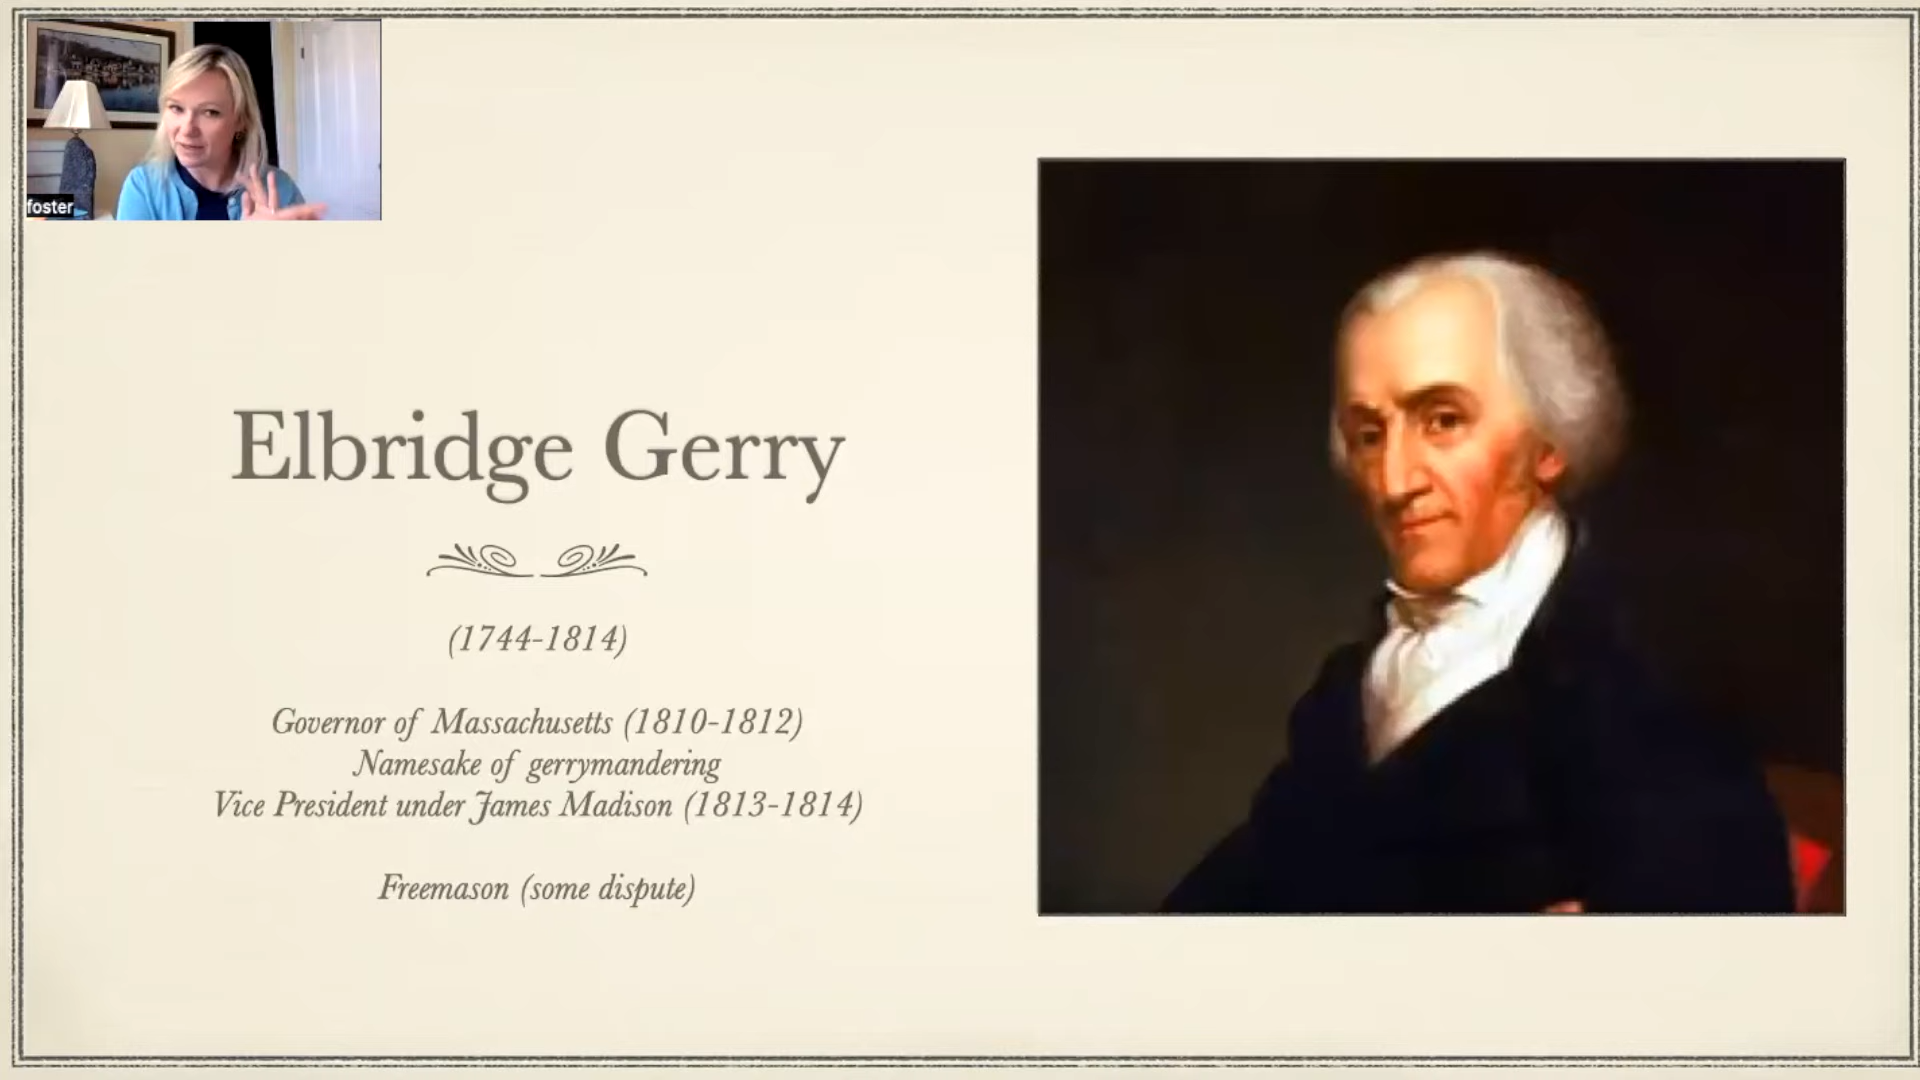 foster
Elbridge Gerry
(1744-1814)
Governor of Massachusetts (1810-1812)
Namesake of gerrymandering
Vice President under James Madison (1813-1814)
Freemason (some dispute)